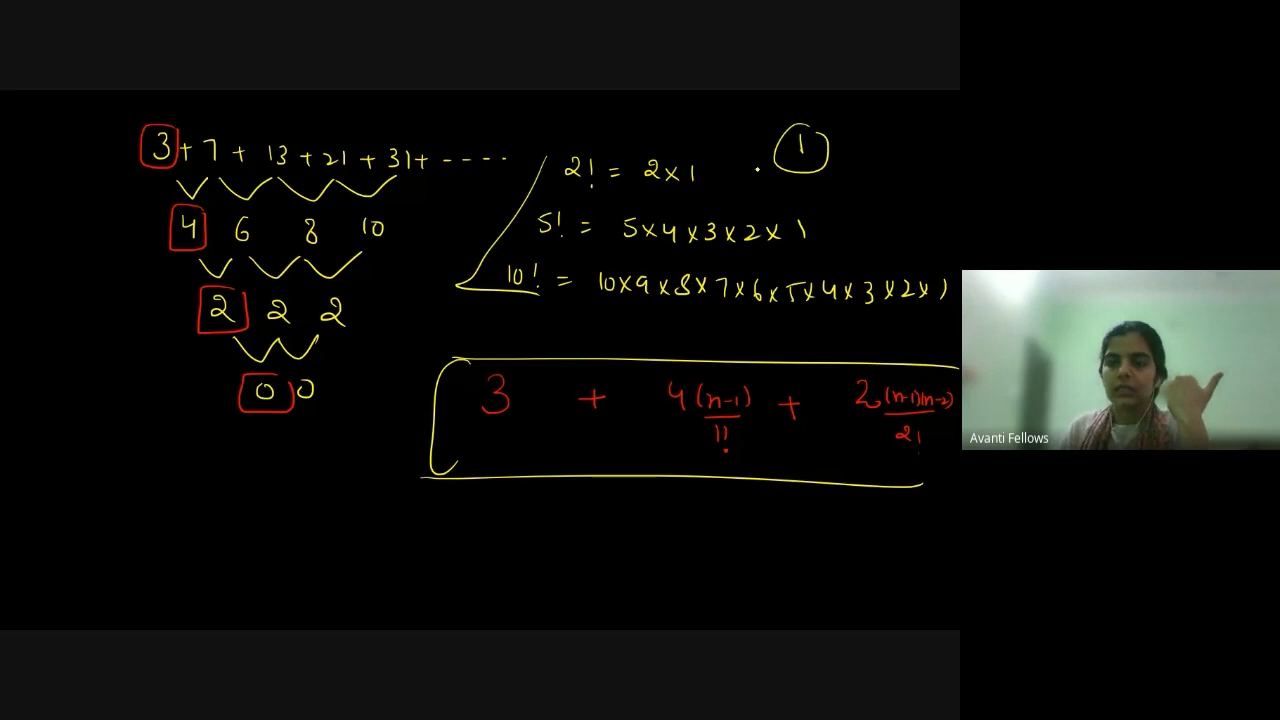 3 + 7 + 13 + 21 + 31 + - - - -
4 6 8 10
2 2 2
0 0
2! = 2 x 1
5! = 5 x 4 x 3 x 2 x 1
10! = 10 x 9 x 8 x 7 x 6 x 5 x 4 x 3 x 2 x 1
1
3 + 4(n-1)/1! + 2(n-1)(n-2)/2!
Avanti Fellows